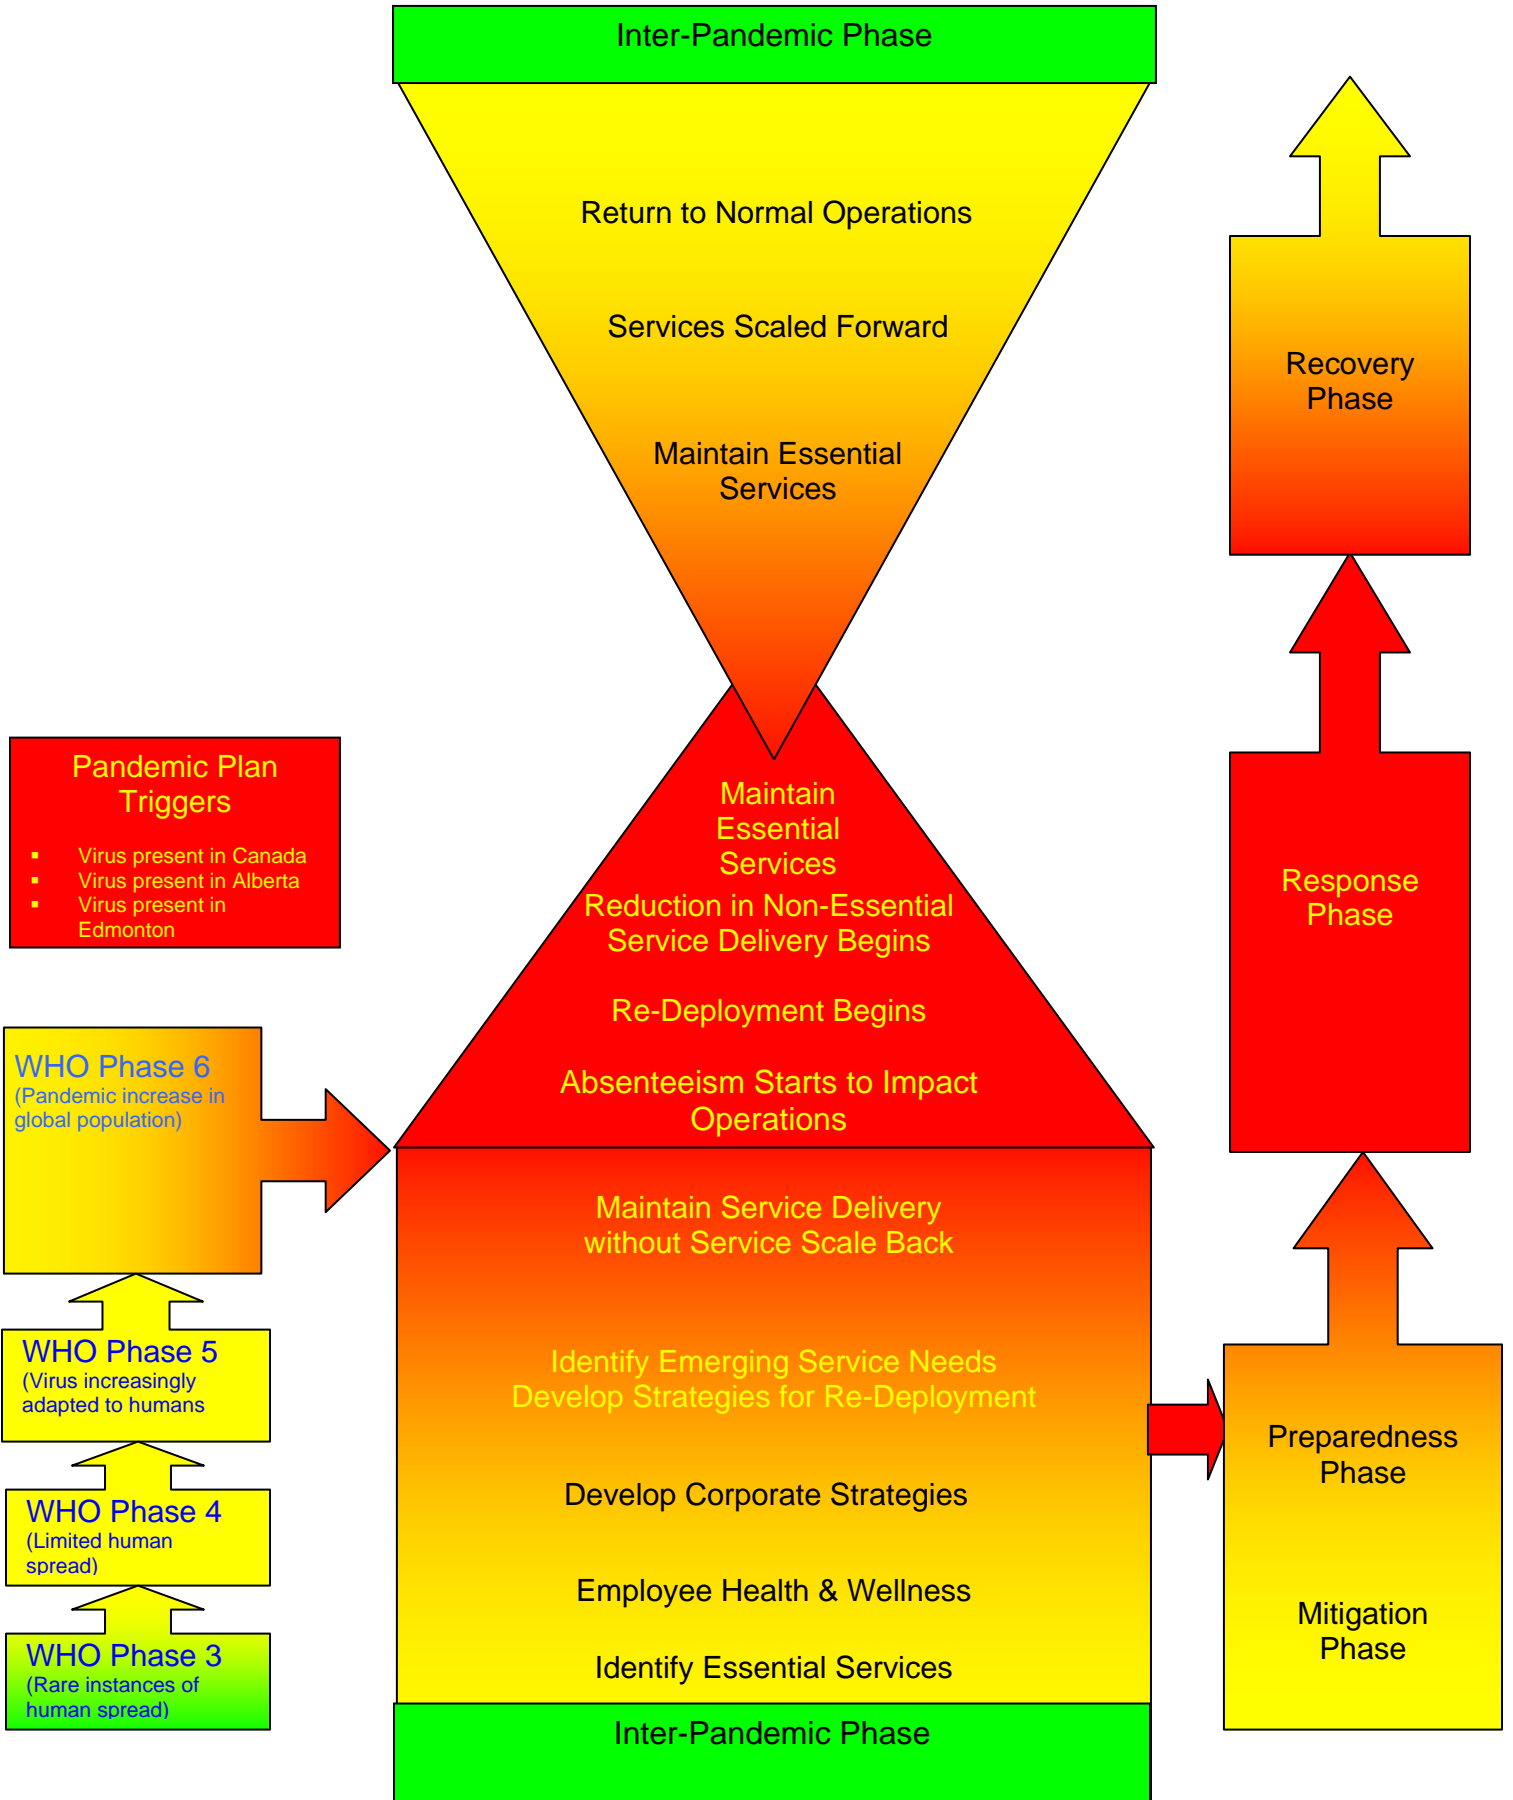 Inter-Pandemic Phase
Return to Normal Operations
Services Scaled Forward
Maintain Essential
Services
Recovery
Phase
Pandemic Plan
Triggers
▪ Virus present in Canada
▪ Virus present in Alberta
▪ Virus present in
Edmonton
Maintain
Essential
Services
Reduction in Non-Essential
Service Delivery Begins
Re-Deployment Begins
Absenteeism Starts to Impact
Operations
Response
Phase
WHO Phase 6
(Pandemic increase in
global population)
WHO Phase 5
(Virus increasingly
adapted to humans
WHO Phase 4
(Limited human
spread)
WHO Phase 3
(Rare instances of
human spread)
Maintain Service Delivery
without Service Scale Back
Identify Emerging Service Needs
Develop Strategies for Re-Deployment
Develop Corporate Strategies
Employee Health & Wellness
Identify Essential Services
Inter-Pandemic Phase
Preparedness
Phase
Mitigation
Phase